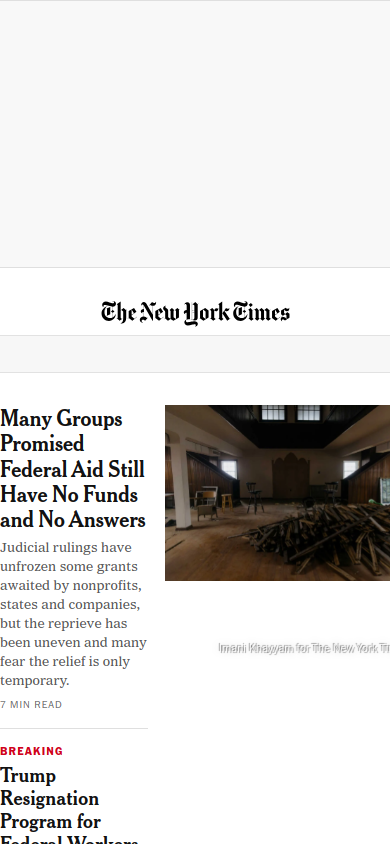 The New York Times
Many Groups
Promised
Federal Aid Still
Have No Funds
and No Answers
Judicial rulings have
unfrozen some grants
awaited by nonprofits,
states and companies,
but the reprieve has
been uneven and many
fear the relief is only
temporary.
7 MIN READ
Imani Khayyam for The New York
BREAKING
Trump
Resignation
Program for
Federal Workers